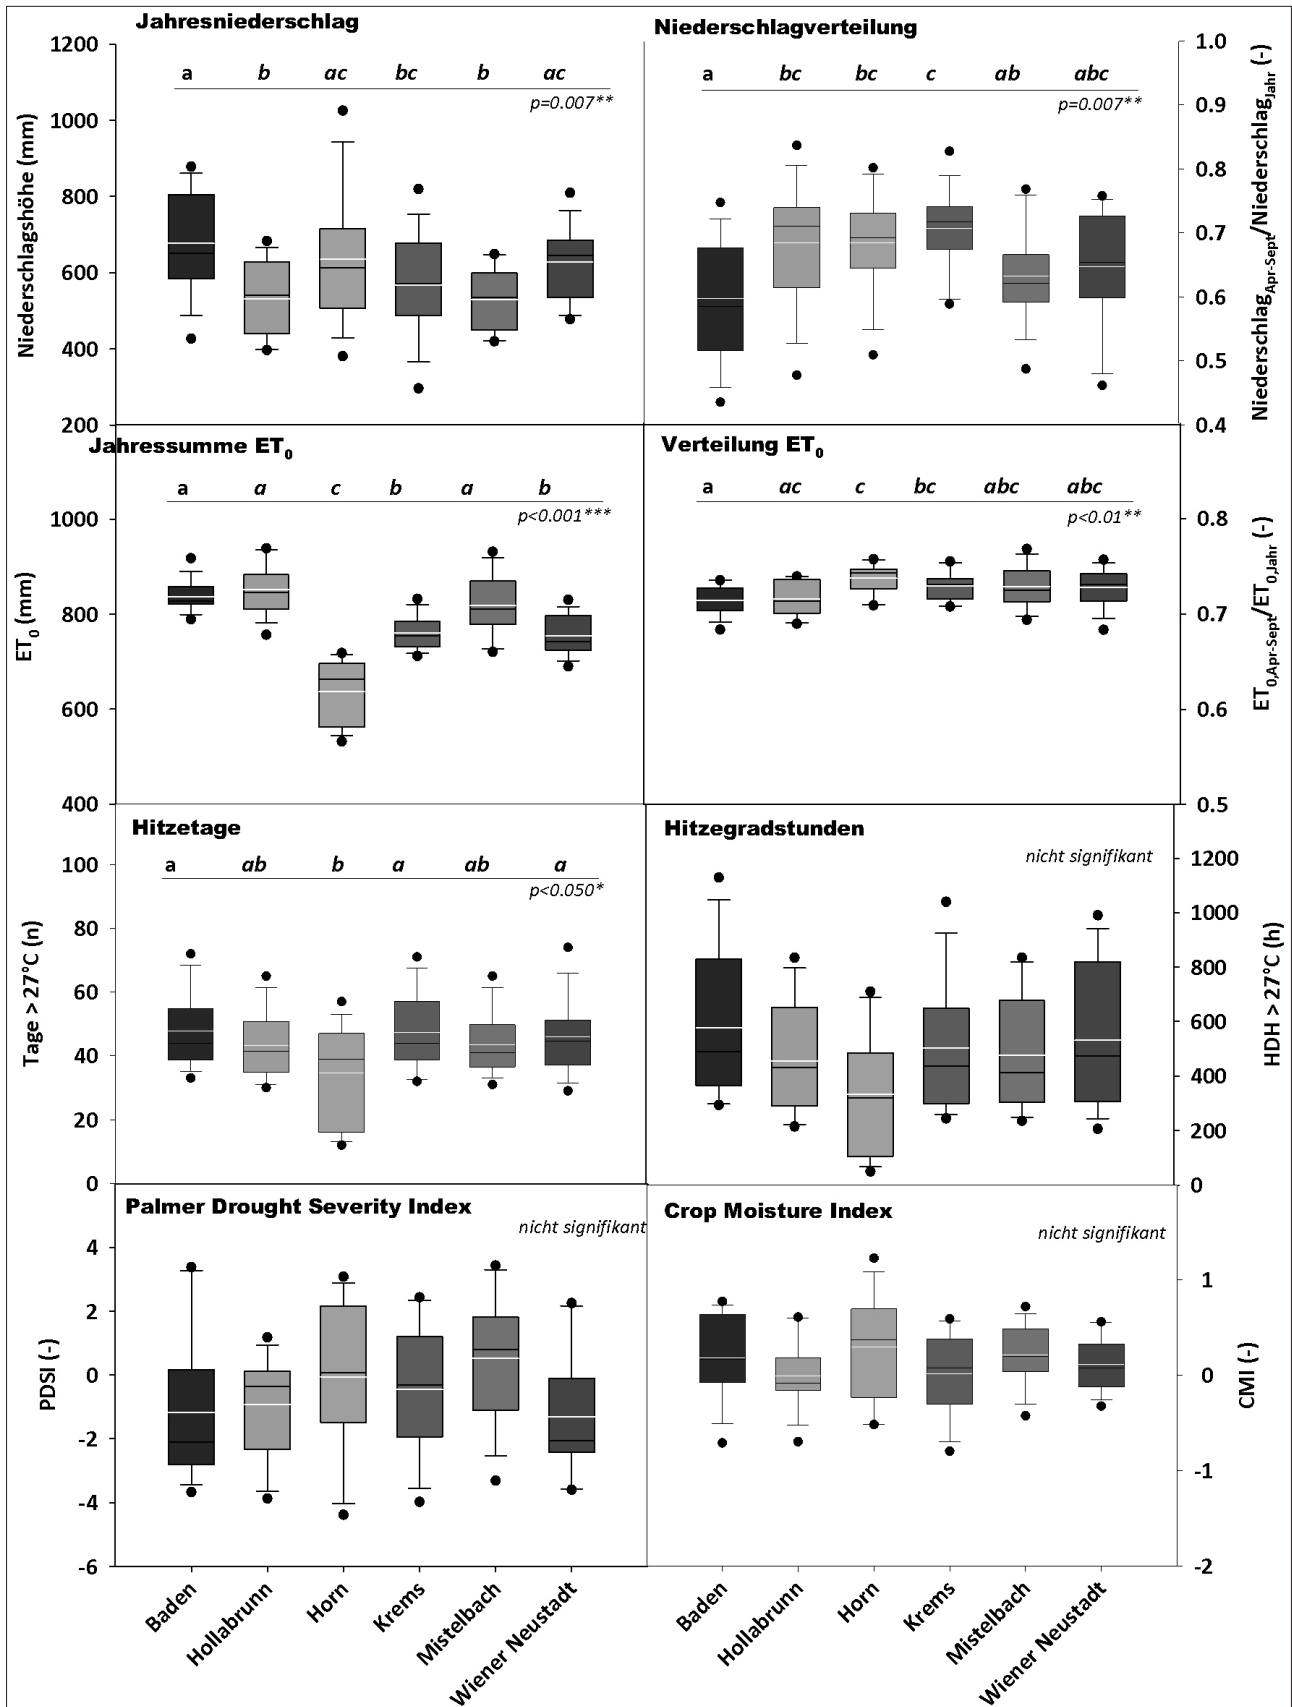 Jahresniederschlag
Niederschlagshöhe (mm)
1200
1000
800
600
400
200
a b ac bc b ac
p=0.007**
Niederschlagverteilung
a bc bc c ab abc
p=0.007**
1.0
0.9
0.8
0.7
0.6
0.5
0.4
Niederschlag_Apr-Sept/Niederschlag_Jahr (-)
Jahressumme ET₀
ET₀ (mm)
1000
800
600
400
a a c b a b
p<0.001***
Verteilung ET₀
a ac c bc abc abc
p<0.01**
0.8
0.7
0.6
0.5
ET_0,Apr-Sept/ET_0,Jahr (-)
Hitzetage
Tage > 27°C (n)
100
80
60
40
20
0
a ab b a ab a
p<0.050*
Hitzegradstunden
nicht signifikant
1200
1000
800
600
400
200
0
HDH > 27°C (h)
Palmer Drought Severity Index
nicht signifikant
PDSI (-)
4
2
0
-2
-4
-6
Crop Moisture Index
nicht signifikant
1
0
-1
-2
CMI (-)
Baden
Hollabrunn
Horn
Krems
Mistelbach
Wiener Neustadt
Baden
Hollabrunn
Horn
Krems
Mistelbach
Wiener Neustadt